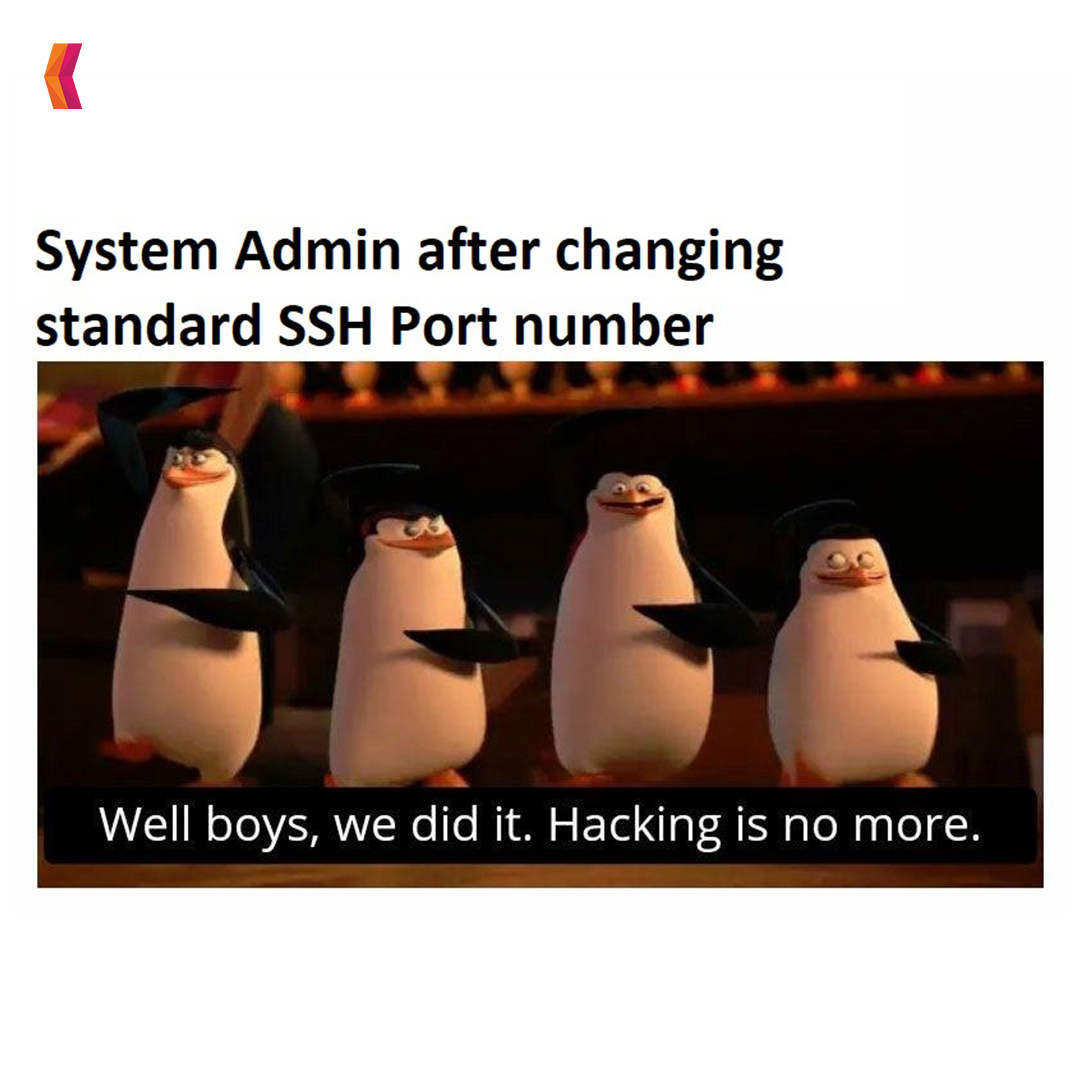 System Admin after changing
standard SSH Port number
Well boys, we did it. Hacking is no more.